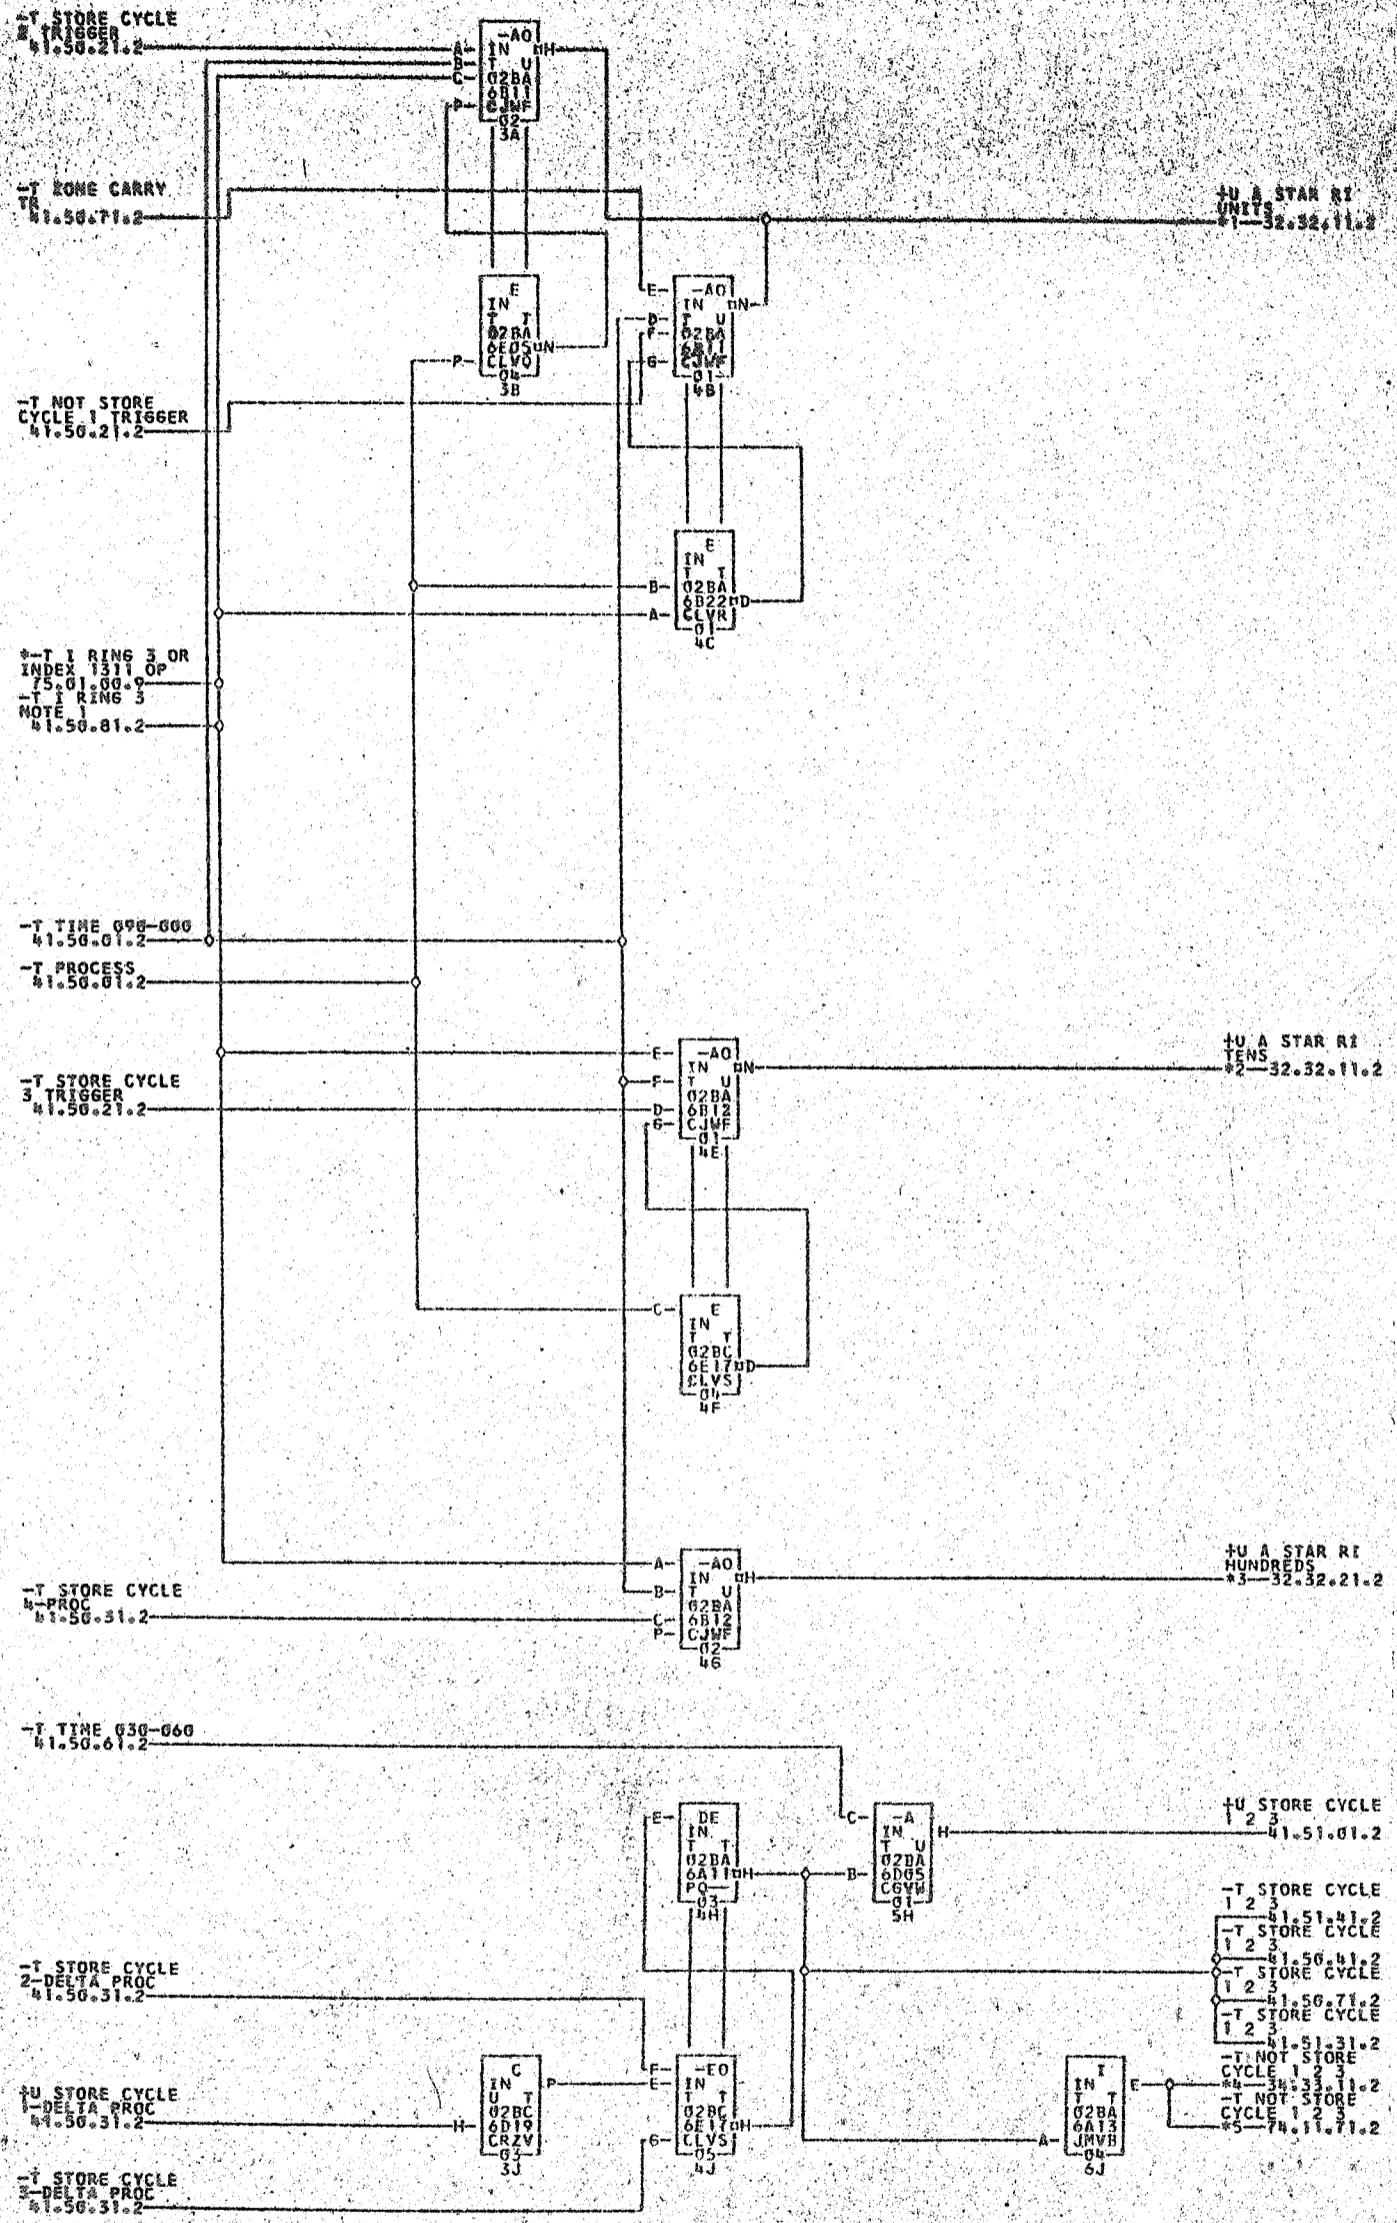 -T STORE CYCLE
2 TRIGGER
41.50.21.2
A
B
C
P
-AO
IN H
T U
02BA
6B11
CJWF
02
3A
-T ZONE CARRY
TR
41.50.71.2
+U A STAR RI
UNITS
*1—32.32.11.2
E
IN
T T
02BA
6E05 N
CLVQ
04
3B
P
E
D
F
G
-AO
IN N
T U
02BA
6B11
CJWF
01
4B
-T NOT STORE
CYCLE 1 TRIGGER
41.50.21.2
B
A
E
IN
T T
02BA
6B22 D
CLVR
01
4C
*-T I RING 3 OR
INDEX 1311 OP
75.01.00.9
-T I RING 3
NOTE 1
41.50.81.2
-T TIME 090-000
41.50.01.2
-T PROCESS
41.50.01.2
-T STORE CYCLE
3 TRIGGER
41.50.21.2
E
F
D
G
-AO
IN N
T U
02BA
6B12
CJWF
01
4E
+U A STAR RI
TENS
*2—32.32.11.2
C
E
IN
T T
02BC
6E17 D
CLVS
04
4F
-T STORE CYCLE
4-PROC
41.50.31.2
A
B
C
P
-AO
IN H
T U
02BA
6B12
CJWF
02
4G
+U A STAR RI
HUNDREDS
*3—32.32.21.2
-T TIME 030-060
41.50.61.2
E
DE
IN
T T
02BA
6A11 H
PQ—
03
4H
C
B
-A
IN H
T U
02BA
6D05
CGVW
01
5H
+U STORE CYCLE
1 2 3
41.51.01.2
-T STORE CYCLE
1 2 3
41.51.41.2
-T STORE CYCLE
1 2 3
41.50.41.2
-T STORE CYCLE
1 2 3
41.50.71.2
-T STORE CYCLE
1 2 3
41.51.31.2
-T NOT STORE
CYCLE 1 2 3
*4—34.33.11.2
-T NOT STORE
CYCLE 1 2 3
*5—74.11.71.2
-T STORE CYCLE
2-DELTA PROC
41.50.31.2
+U STORE CYCLE
1-DELTA PROC
41.50.31.2
-T STORE CYCLE
3-DELTA PROC
41.50.31.2
H
C
IN P
U T
02BC
6D19
CRZV
03
3J
F
E
G
-EO
IN
T T
02BC
6E17 H
CLVS
05
4J
A
I
IN E
T T
02BA
6A13
JMVB
04
6J